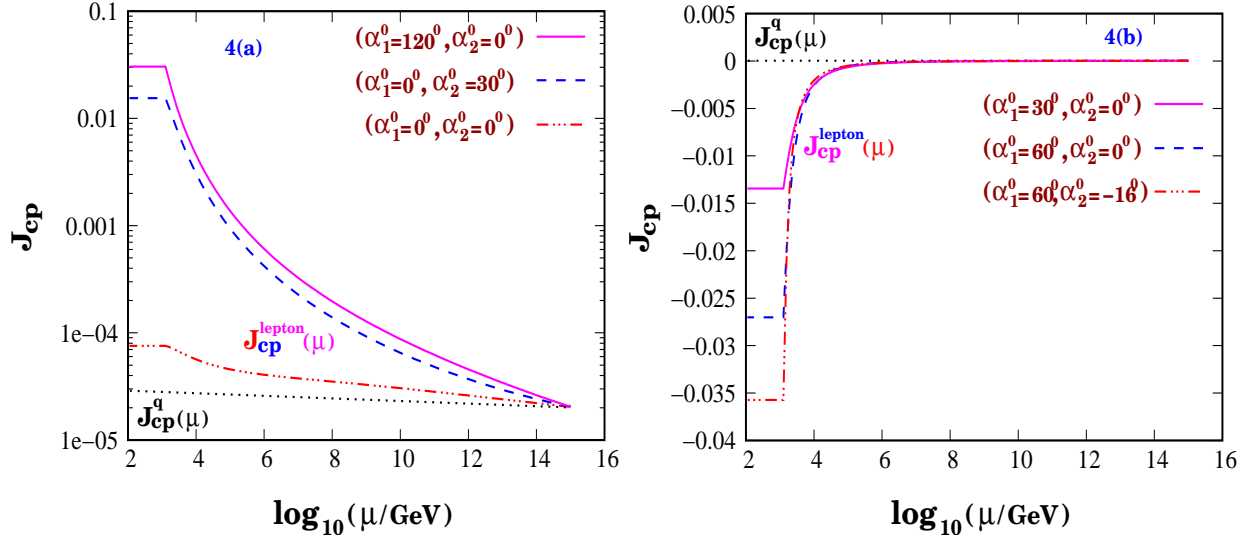 4(a)
(α₁⁰=120⁰,α₂⁰=0⁰)
(α₁⁰=0⁰,α₂⁰=30⁰)
(α₁⁰=0⁰,α₂⁰=0⁰)
0.1
0.01
0.001
1e−04
1e−05
J_cp
J_cp^lepton(μ)
J_cp^q(μ)
2 4 6 8 10 12 14 16
log₁₀(μ/GeV)
J_cp^q(μ)
4(b)
(α₁⁰=30⁰,α₂⁰=0⁰)
J_cp^lepton(μ)
(α₁⁰=60⁰,α₂⁰=0⁰)
(α₁⁰=60⁰,α₂⁰=−16⁰)
0.005
0
−0.005
−0.01
−0.015
−0.02
−0.025
−0.03
−0.035
−0.04
J_cp
2 4 6 8 10 12 14 16
log₁₀(μ/GeV)